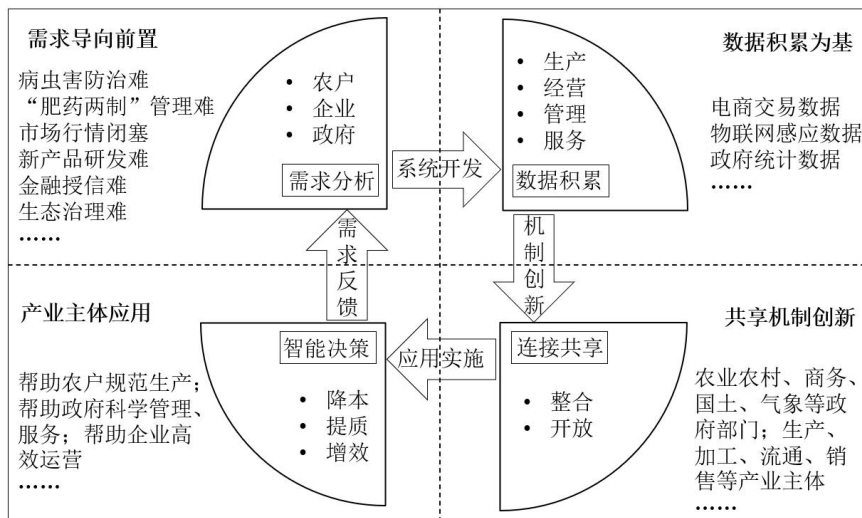 需求导向前置
病虫害防治难
“肥药两制”管理难
市场行情闭塞
新产品研发难
金融授信难
生态治理难
……
• 农户
• 企业
• 政府
需求分析
系统开发
• 生产
• 经营
• 管理
• 服务
数据积累
数据积累为基
电商交易数据
物联网感应数据
政府统计数据
……
需求反馈
机制创新
产业主体应用
帮助农户规范生产；
帮助政府科学管理、
服务；帮助企业高
效运营
……
智能决策
• 降本
• 提质
• 增效
应用实施
连接共享
• 整合
• 开放
共享机制创新
农业农村、商务、
国土、气象等政
府部门；生产、
加工、流通、销
售等产业主体
……